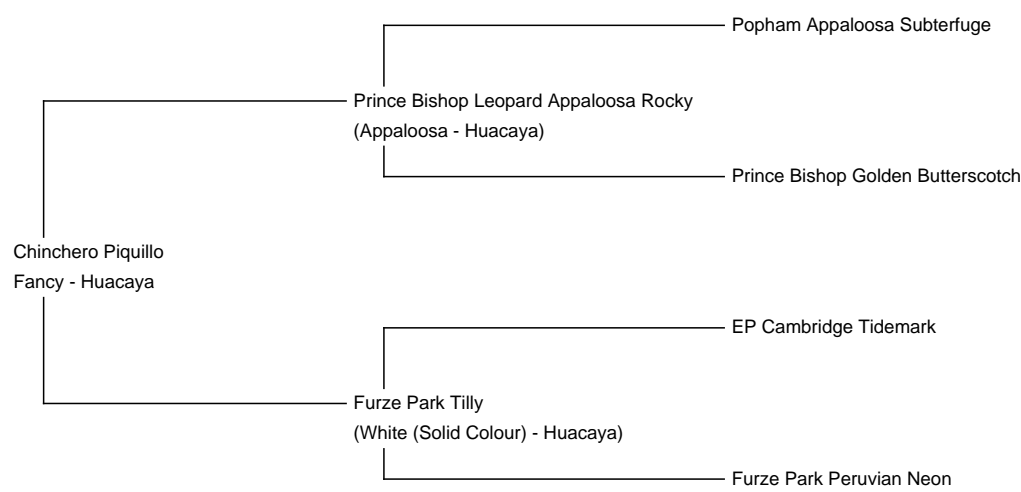 Popham Appaloosa Subterfuge
Prince Bishop Leopard Appaloosa Rocky
(Appaloosa - Huacaya)
Prince Bishop Golden Butterscotch
Chinchero Piquillo
Fancy - Huacaya
EP Cambridge Tidemark
Furze Park Tilly
(White (Solid Colour) - Huacaya)
Furze Park Peruvian Neon